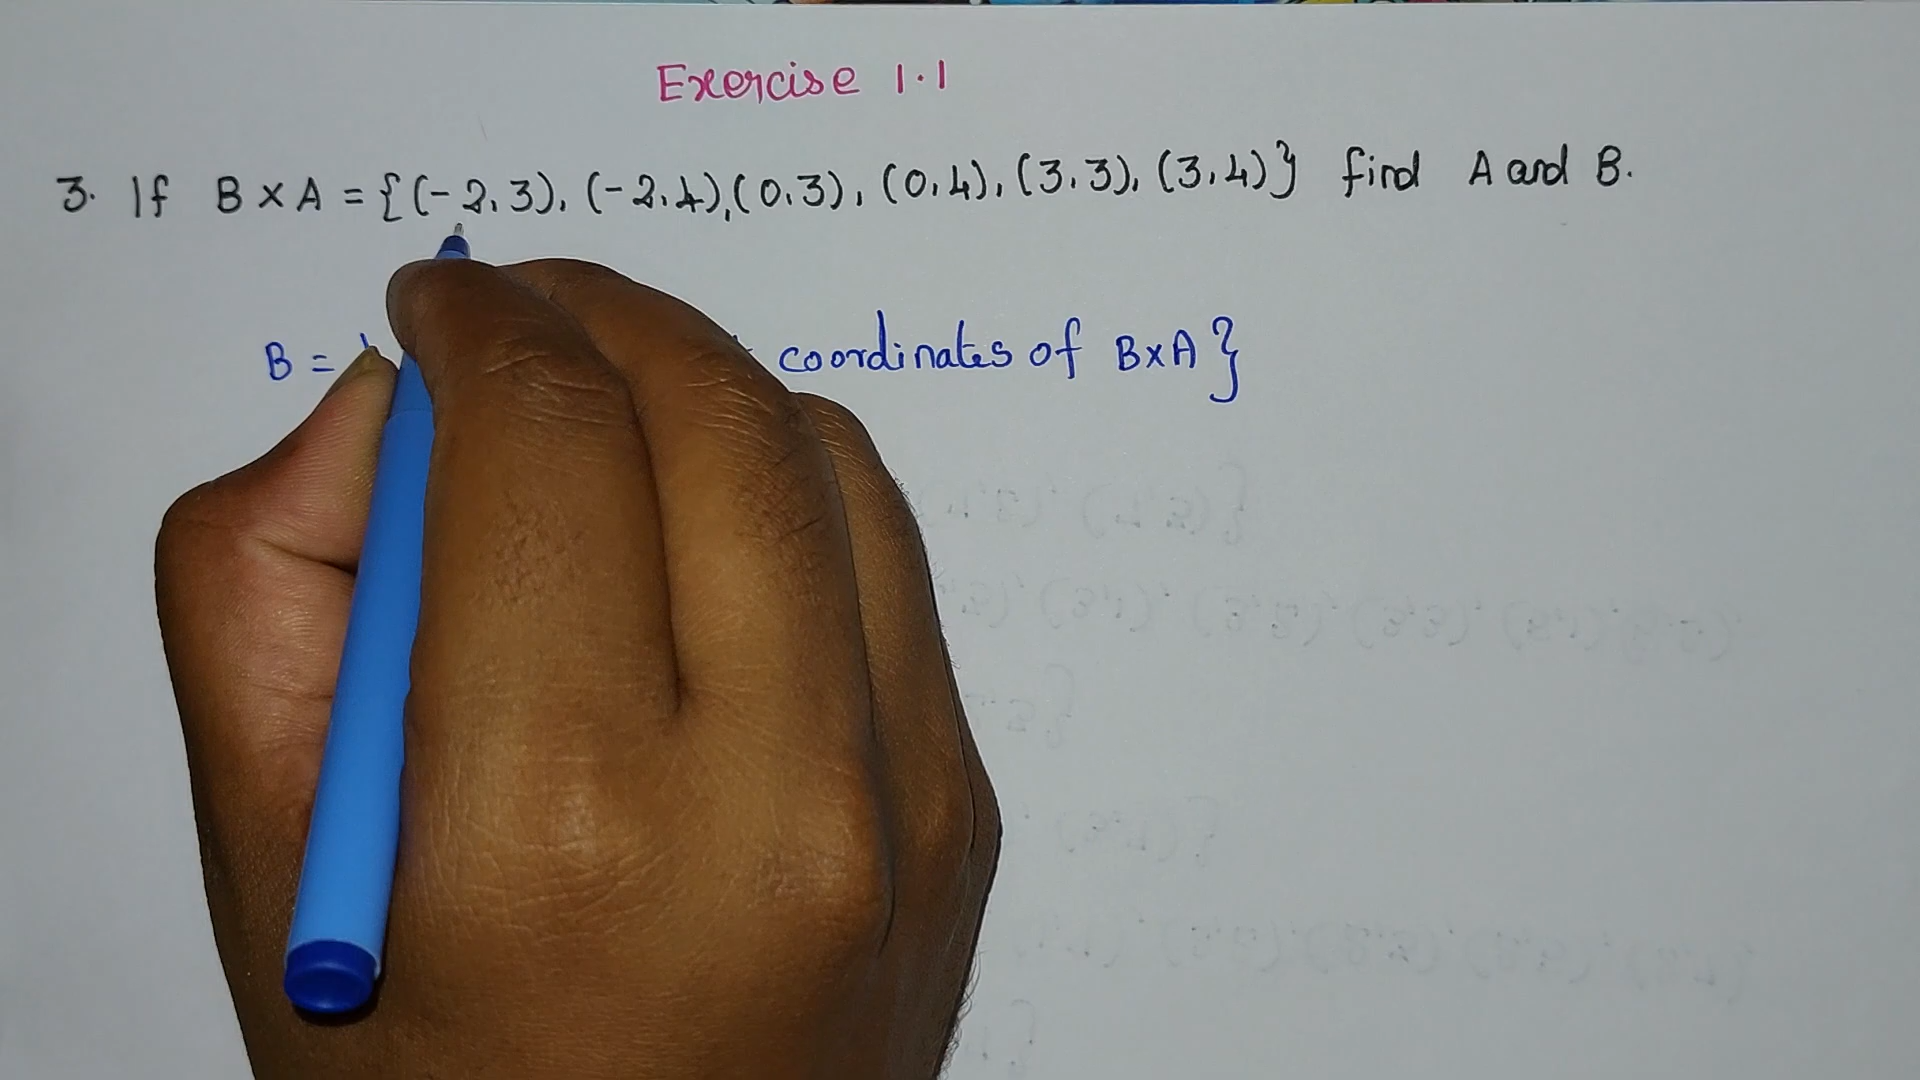 Exercise 1.1
3. If B × A = {(-2,3), (-2,4),(0,3), (0,4), (3,3), (3,4)} find A and B.
B = coordinates of B×A }